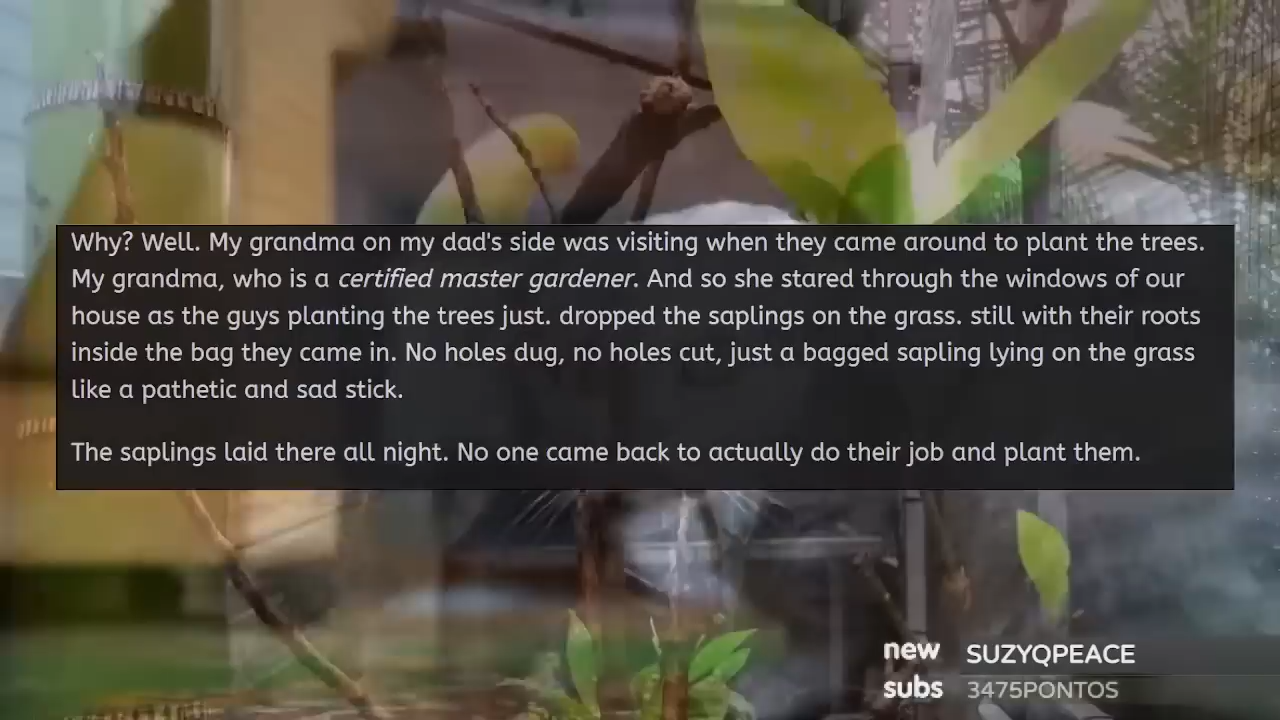 Why? Well. My grandma on my dad's side was visiting when they came around to plant the trees.
My grandma, who is a certified master gardener. And so she stared through the windows of our
house as the guys planting the trees just. dropped the saplings on the grass. still with their roots
inside the bag they came in. No holes dug, no holes cut, just a bagged sapling lying on the grass
like a pathetic and sad stick.
The saplings laid there all night. No one came back to actually do their job and plant them.
new SUZYQPEACE
subs 3475PONTOS